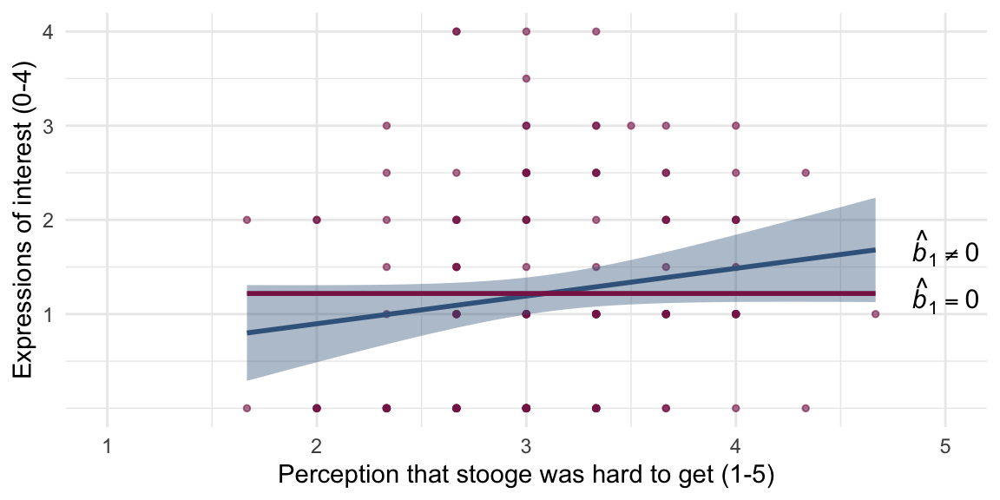 Expressions of interest (0-4)
4
3
2
1
b̂₁ ≠ 0
b̂₁ = 0
1 2 3 4 5
Perception that stooge was hard to get (1-5)